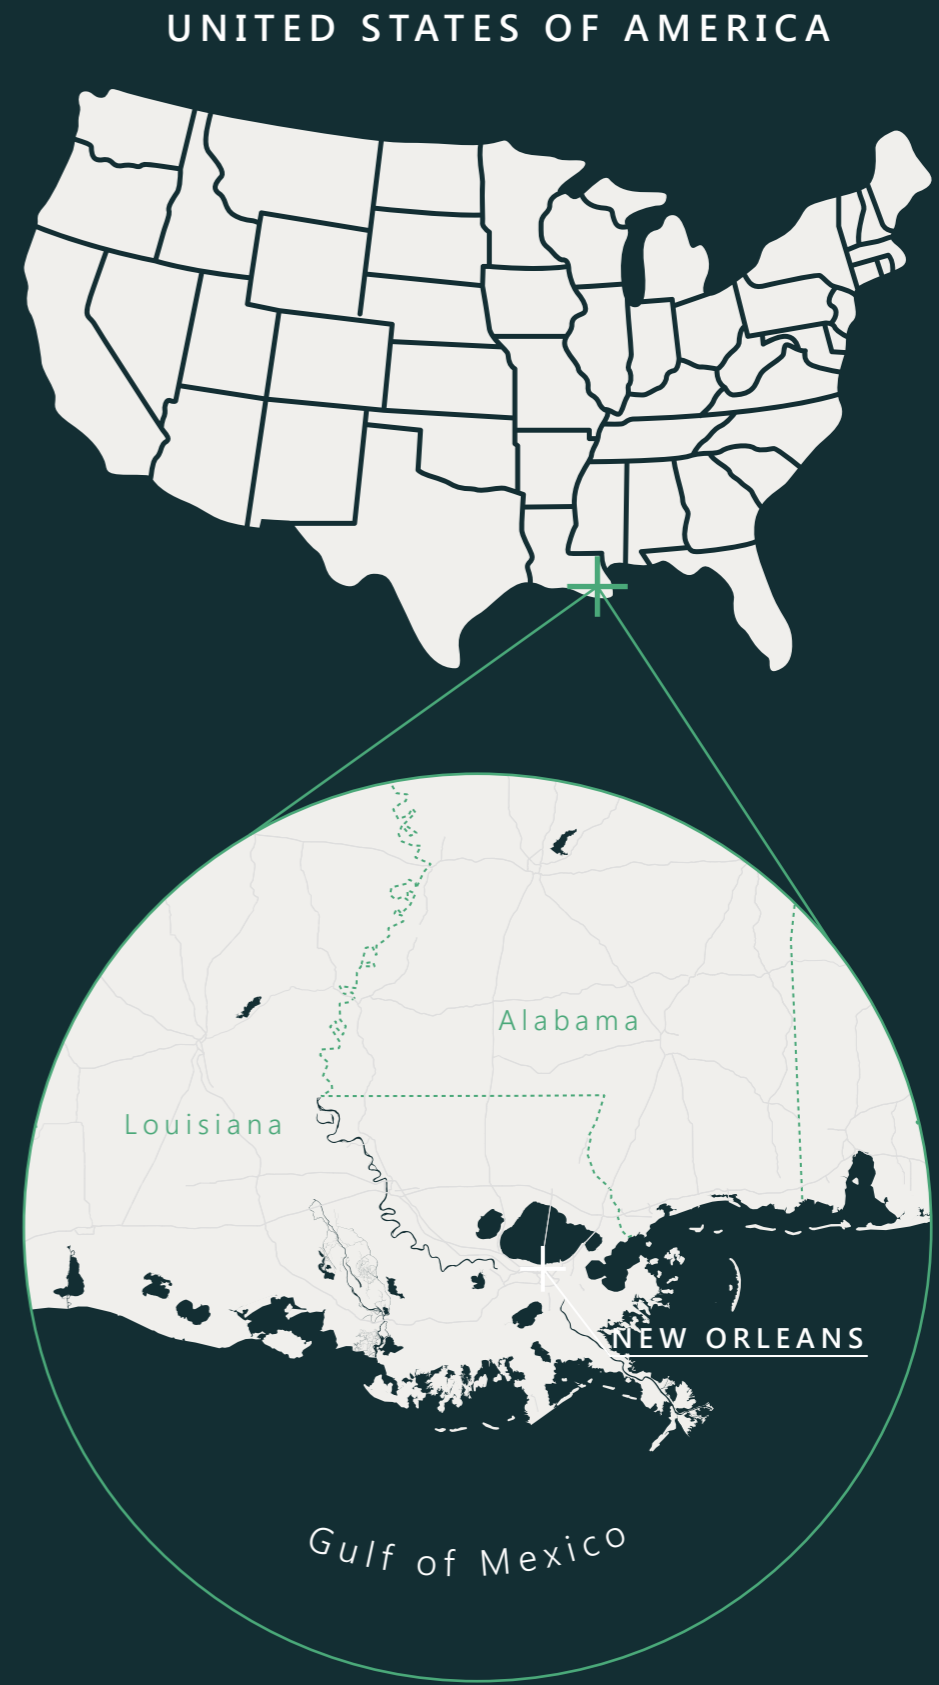 UNITED STATES OF AMERICA
Alabama
Louisiana
NEW ORLEANS
Gulf of Mexico